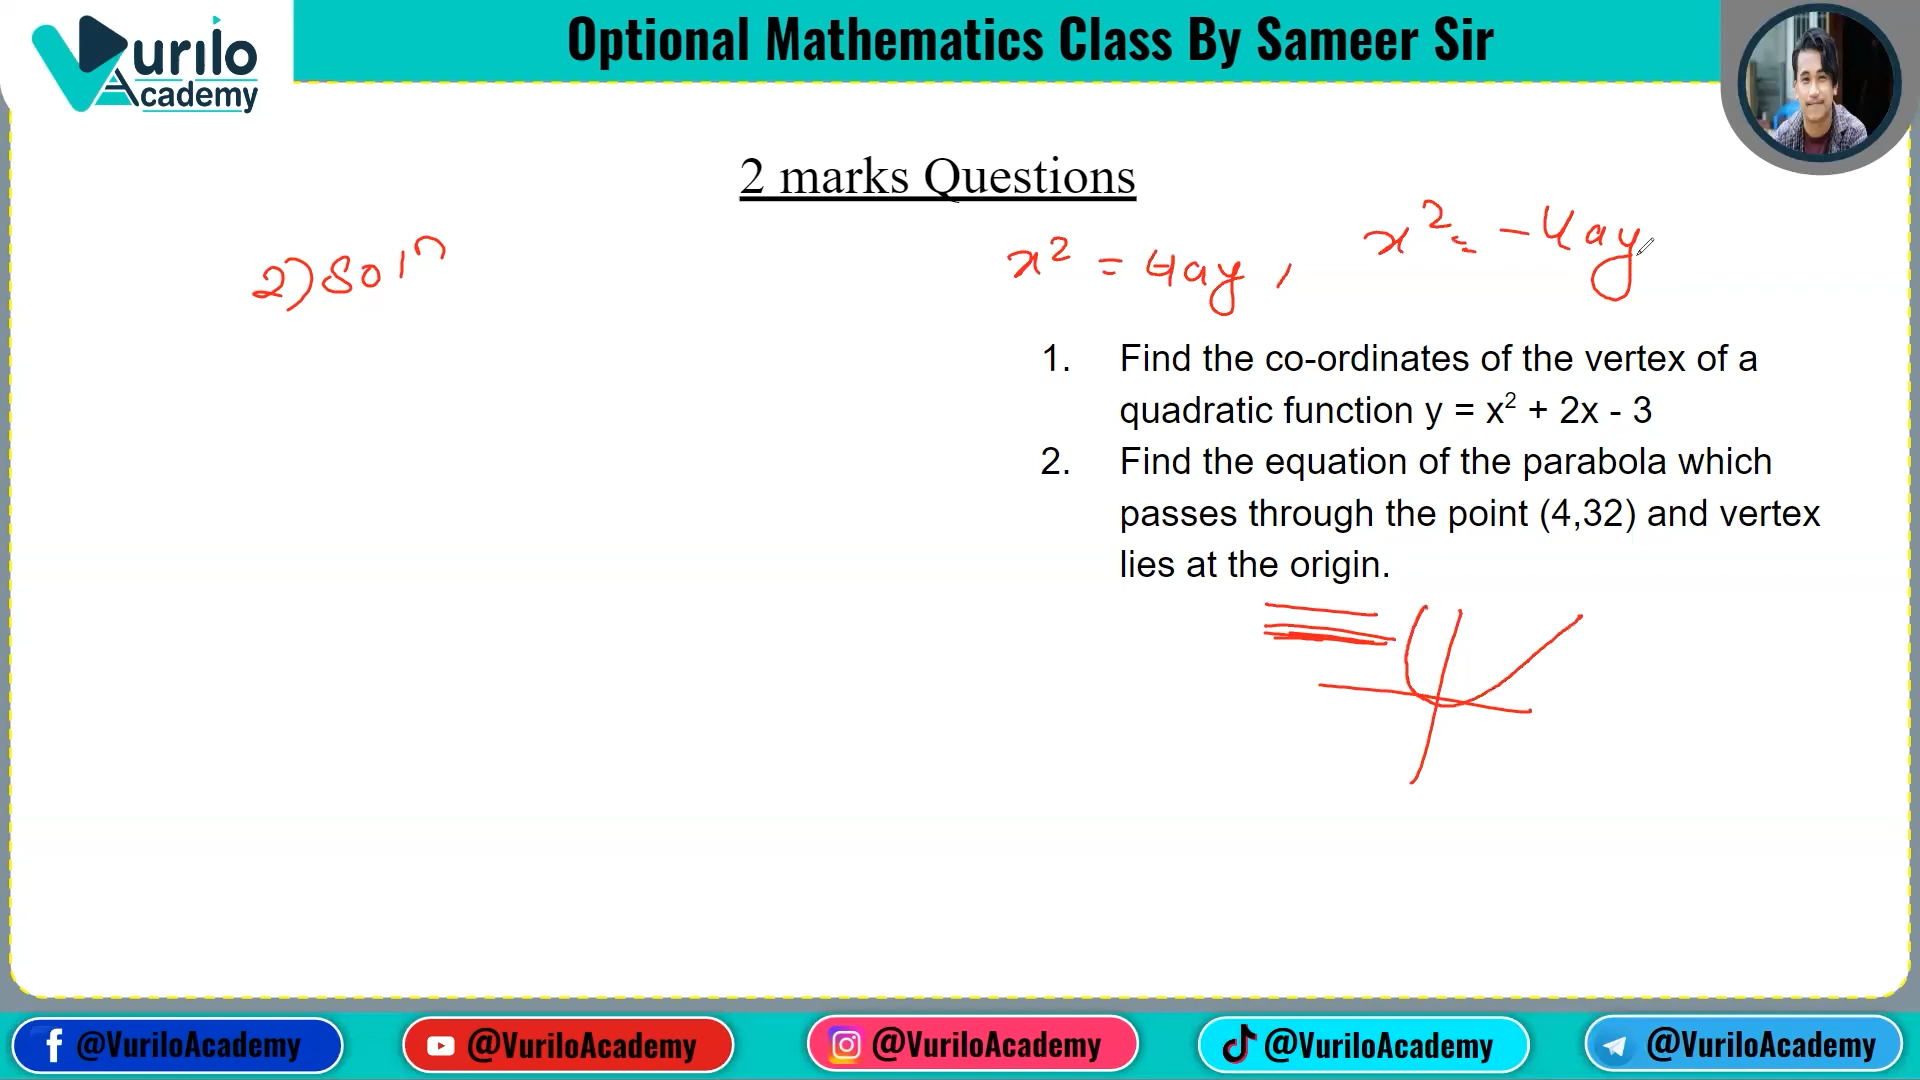 Vurilo Academy
Optional Mathematics Class By Sameer Sir
2 marks Questions
2) Solⁿ
x² = 4ay , x² = -4ay
1. Find the co-ordinates of the vertex of a
quadratic function y = x² + 2x - 3
2. Find the equation of the parabola which
passes through the point (4,32) and vertex
lies at the origin.
@VuriloAcademy @VuriloAcademy @VuriloAcademy @VuriloAcademy @VuriloAcademy